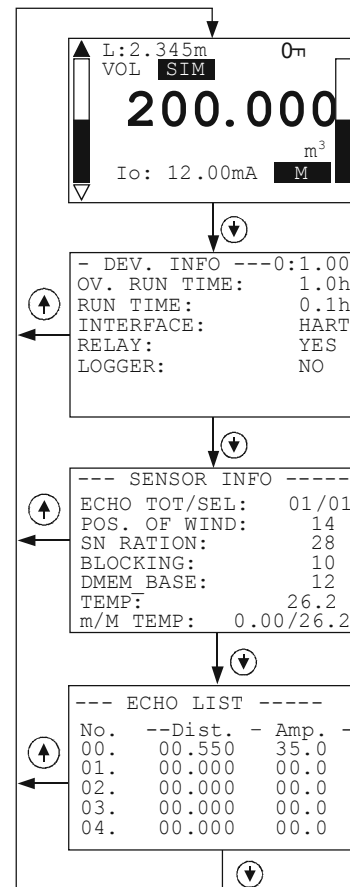 L:2.345m
VOL SIM
200.000
m³
Io: 12.00mA M
- DEV. INFO ---0:1.00
OV. RUN TIME: 1.0h
RUN TIME: 0.1h
INTERFACE: HART
RELAY: YES
LOGGER: NO
--- SENSOR INFO -----
ECHO TOT/SEL: 01/01
POS. OF WIND: 14
SN RATION: 28
BLOCKING: 10
DMEM BASE: 12
TEMP: 26.2
m/M TEMP: 0.00/26.2
--- ECHO LIST -----
No. --Dist. - Amp. -
00. 00.550 35.0
01. 00.000 00.0
02. 00.000 00.0
03. 00.000 00.0
04. 00.000 00.0